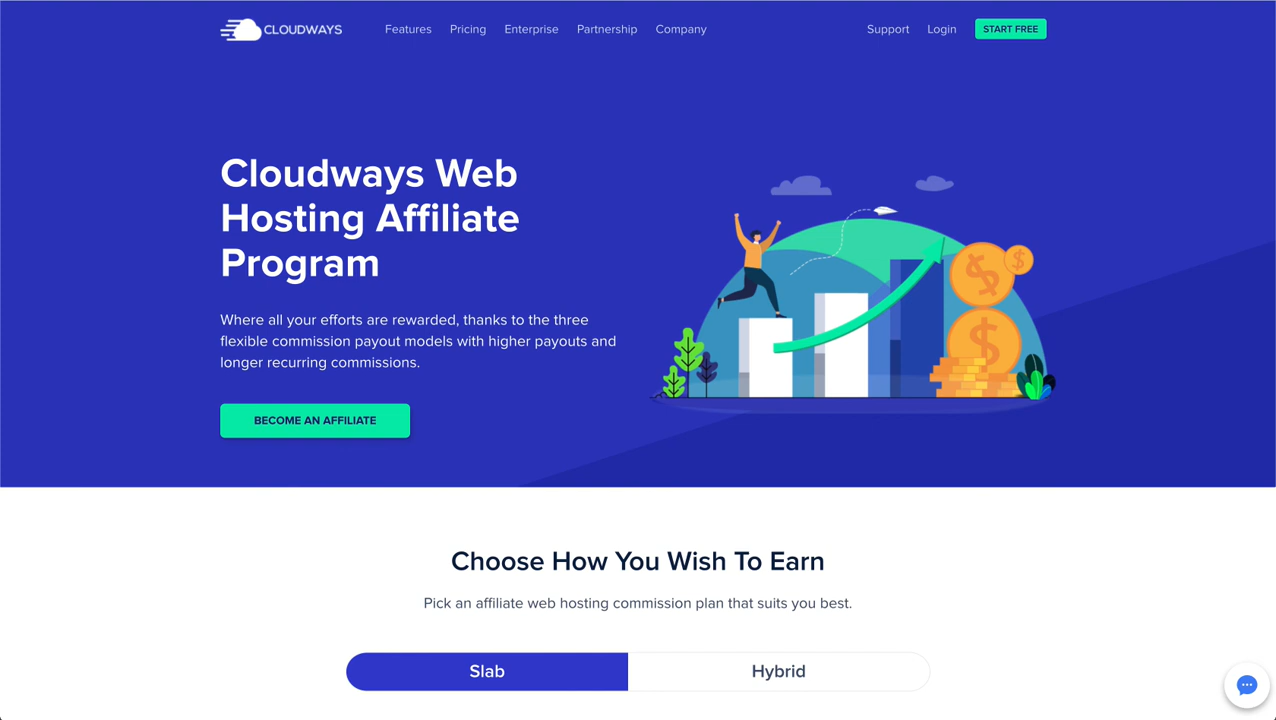 CLOUDWAYS
Features Pricing Enterprise Partnership Company
Support Login START FREE
Cloudways Web
Hosting Affiliate
Program
Where all your efforts are rewarded, thanks to the three
flexible commission payout models with higher payouts and
longer recurring commissions.
BECOME AN AFFILIATE
Choose How You Wish To Earn
Pick an affiliate web hosting commission plan that suits you best.
Slab Hybrid